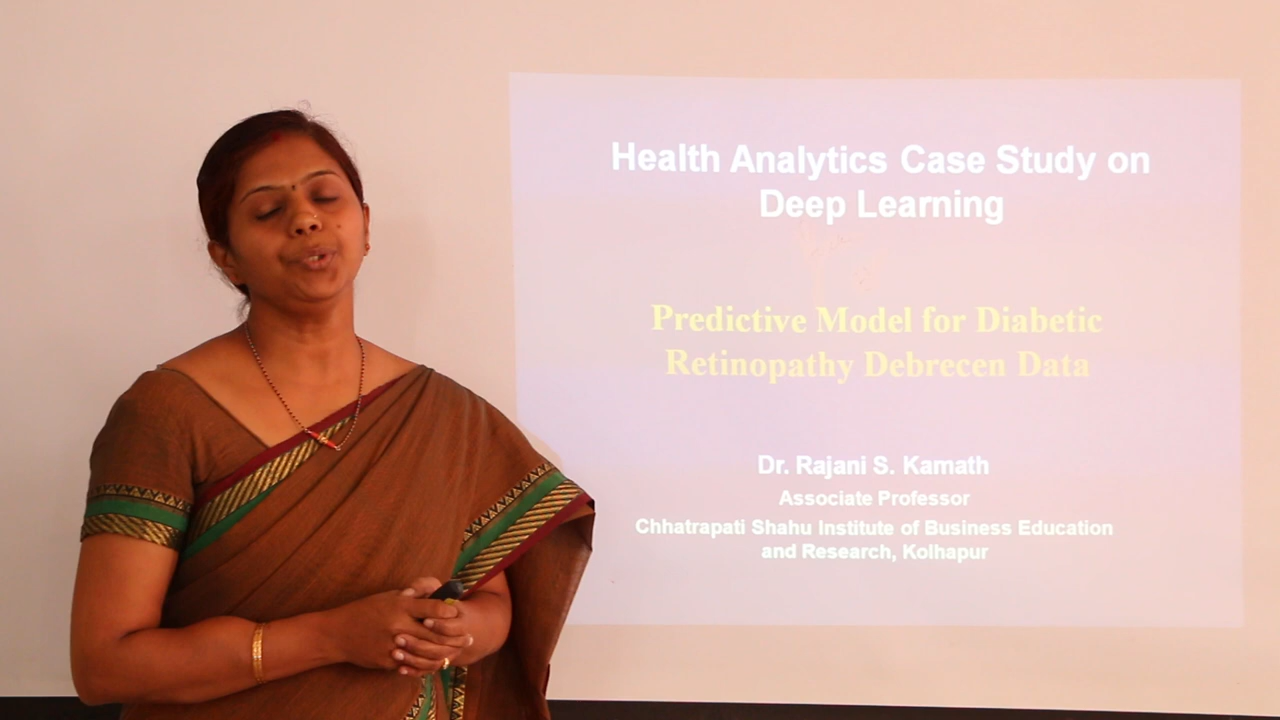 Health Analytics Case Study on
Deep Learning
Predictive Model for Diabetic
Retinopathy Debrecen Data
Dr. Rajani S. Kamath
Associate Professor
Chhatrapati Shahu Institute of Business Education
and Research, Kolhapur